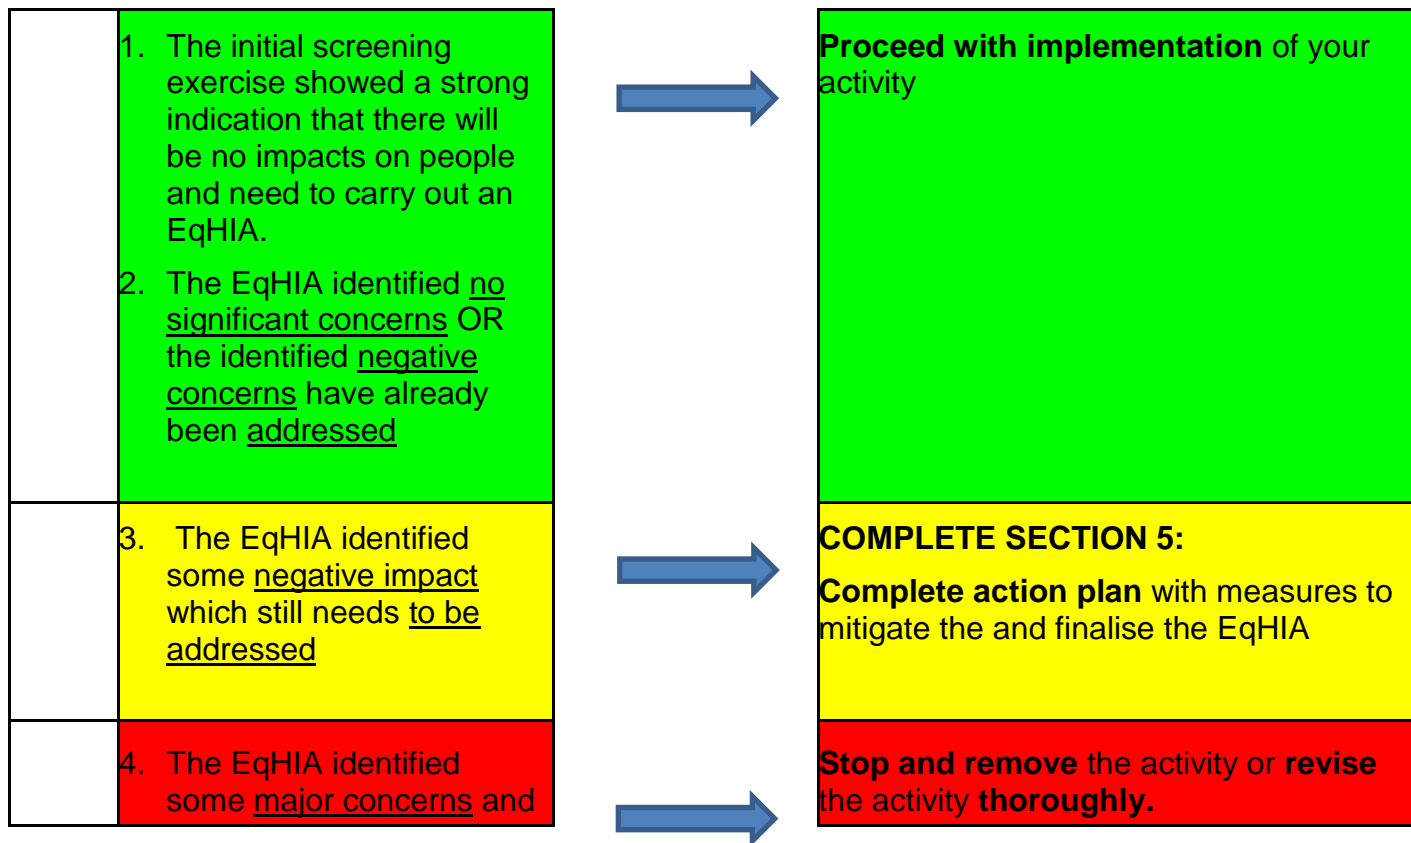 1. The initial screening
exercise showed a strong
indication that there will
be no impacts on people
and need to carry out an
EqHIA.
2. The EqHIA identified no
significant concerns OR
the identified negative
concerns have already
been addressed
Proceed with implementation of your
activity
3. The EqHIA identified
some negative impact
which still needs to be
addressed
COMPLETE SECTION 5:
Complete action plan with measures to
mitigate the and finalise the EqHIA
4. The EqHIA identified
some major concerns and
Stop and remove the activity or revise
the activity thoroughly.